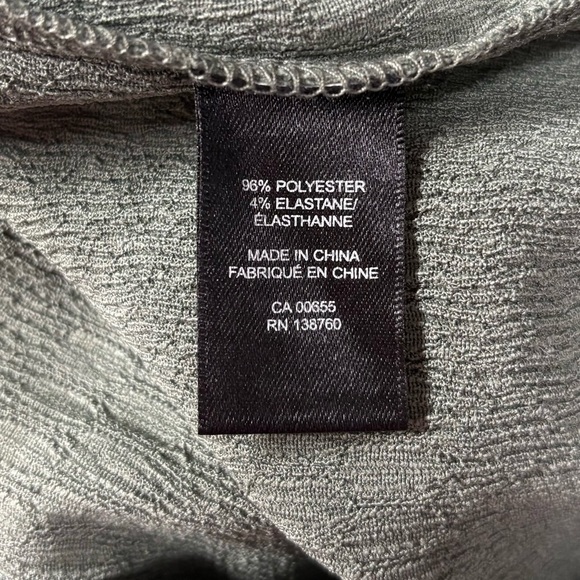 96% POLYESTER
4% ELASTANE/
ÉLASTHANNE
MADE IN CHINA
FABRIQUÉ EN CHINE
CA 00655
RN 138760